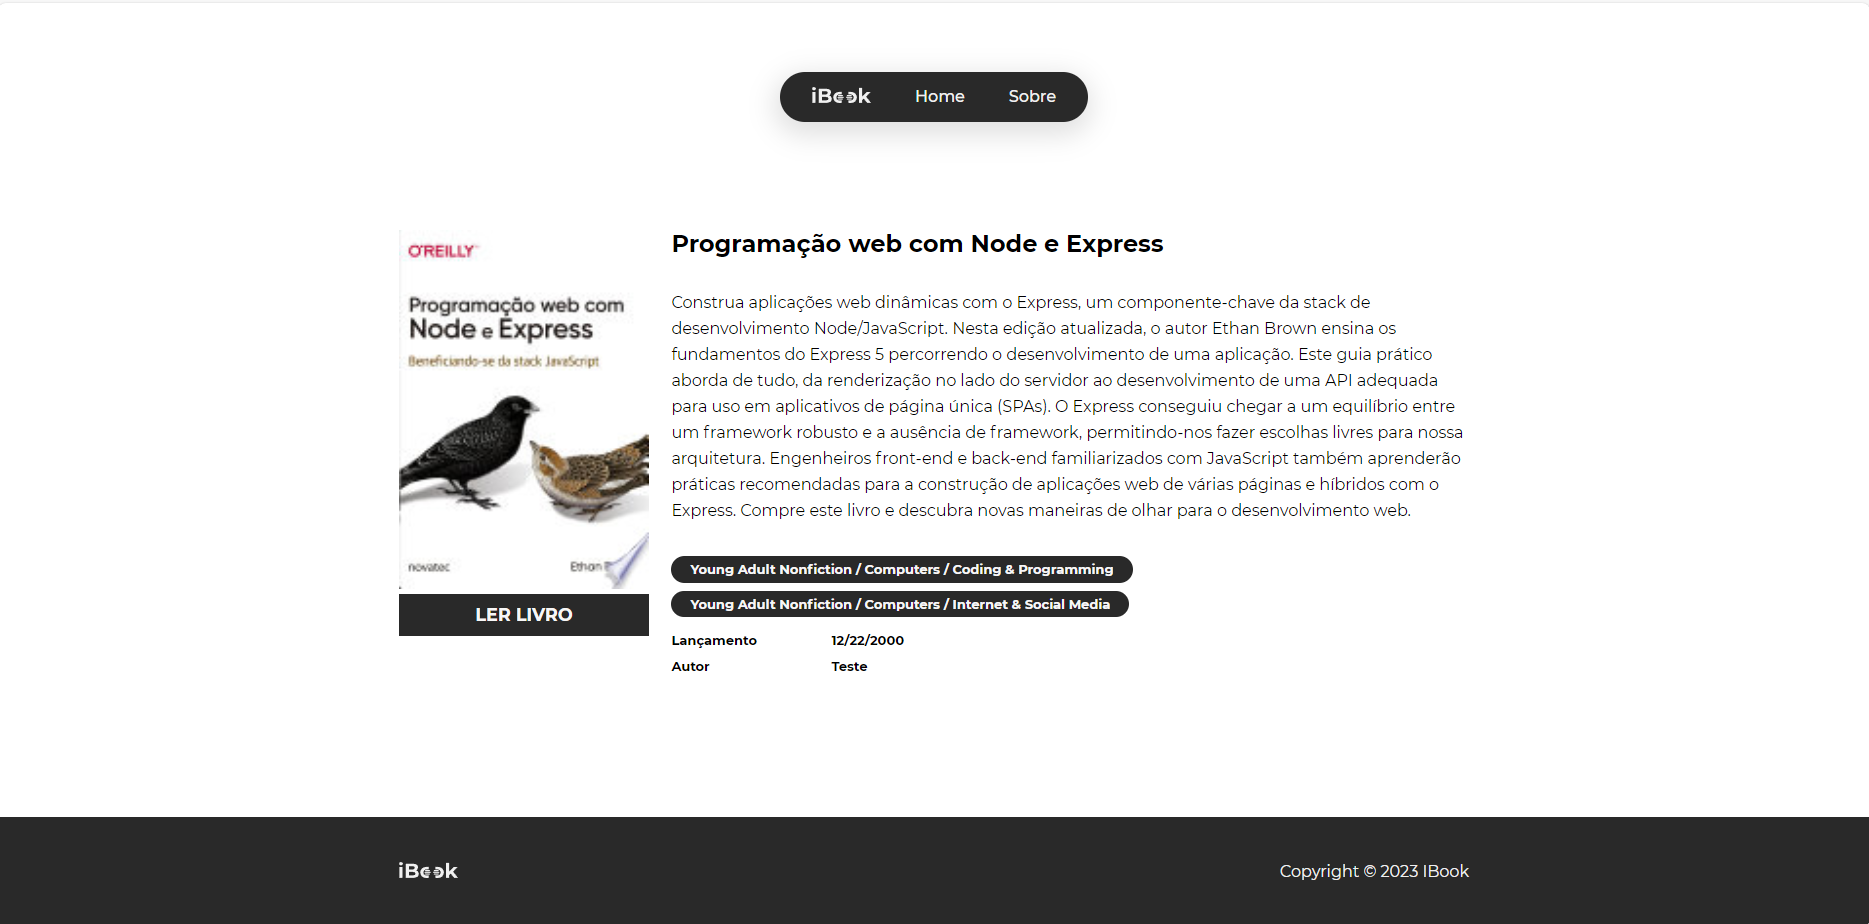 iBook
Home
Sobre
O'REILLY
Programação web com
Node e Express
Beneficiando-se da stack JavaScript
novatec
Ethan
LER LIVRO
Programação web com Node e Express
Construa aplicações web dinâmicas com o Express, um componente-chave da stack de
desenvolvimento Node/JavaScript. Nesta edição atualizada, o autor Ethan Brown ensina os
fundamentos do Express 5 percorrendo o desenvolvimento de uma aplicação. Este guia prático
aborda de tudo, da renderização no lado do servidor ao desenvolvimento de uma API adequada
para uso em aplicativos de página única (SPAs). O Express conseguiu chegar a um equilíbrio entre
um framework robusto e a ausência de framework, permitindo-nos fazer escolhas livres para nossa
arquitetura. Engenheiros front-end e back-end familiarizados com JavaScript também aprenderão
práticas recomendadas para a construção de aplicações web de várias páginas e híbridos com o
Express. Compre este livro e descubra novas maneiras de olhar para o desenvolvimento web.
Young Adult Nonfiction / Computers / Coding & Programming
Young Adult Nonfiction / Computers / Internet & Social Media
Lançamento 12/22/2000
Autor Teste
iBook
Copyright © 2023 IBook